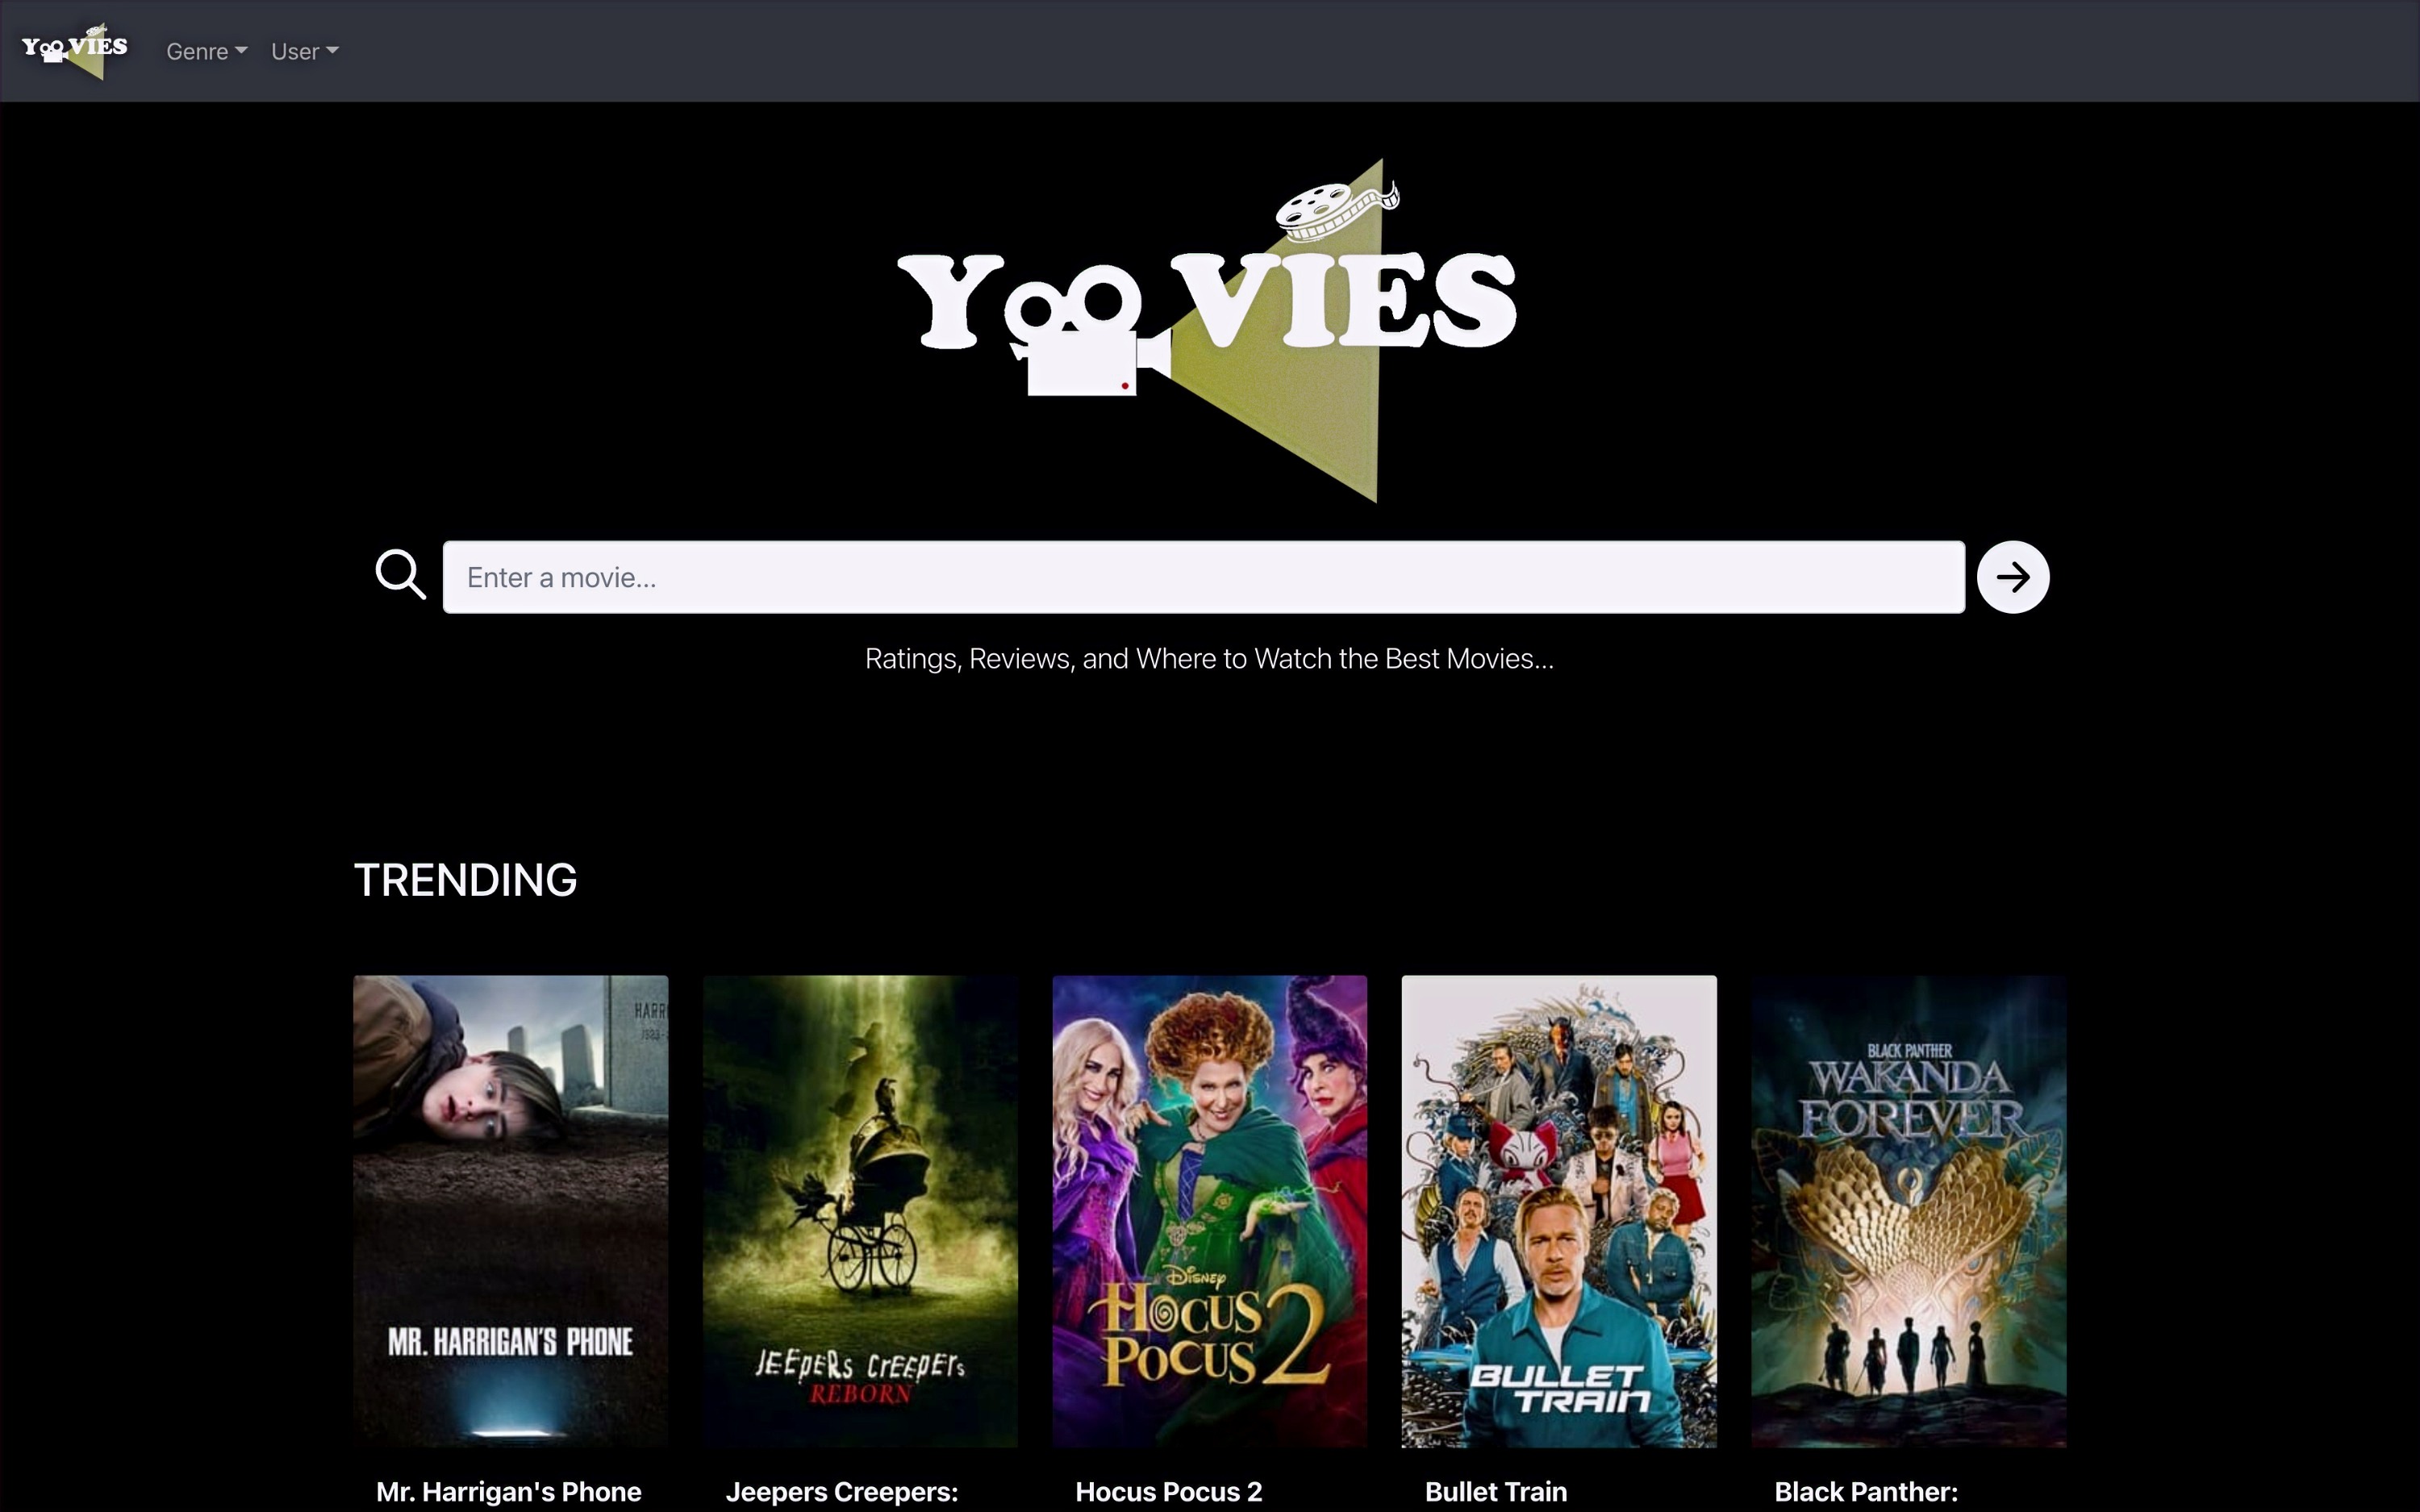 YOOVIES
Genre User
YOOVIES
Enter a movie...
Ratings, Reviews, and Where to Watch the Best Movies...
TRENDING
HARR
MR. HARRIGAN'S PHONE
JEEPERS CREEPERS
REBORN
DISNEY
HOCUS
POCUS 2
BULLET
TRAIN
BLACK PANTHER
WAKANDA
FOREVER
Mr. Harrigan's Phone
Jeepers Creepers:
Hocus Pocus 2
Bullet Train
Black Panther: